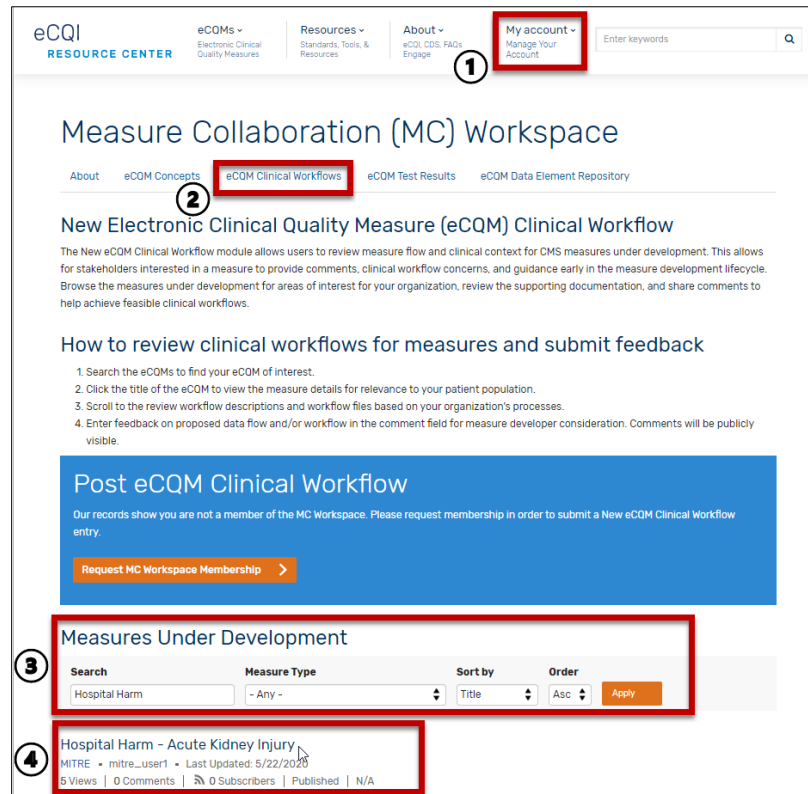 eCQI
RESOURCE CENTER
eCQMs
Electronic Clinical
Quality Measures
Resources
Standards, Tools, &
Resources
About
eCQI, CDS, FAQs
Engage
My account
Manage Your
Account
Enter keywords
1
Measure Collaboration (MC) Workspace
About eCQM Concepts eCQM Clinical Workflows eCQM Test Results eCQM Data Element Repository
2
New Electronic Clinical Quality Measure (eCQM) Clinical Workflow
The New eCQM Clinical Workflow module allows users to review measure flow and clinical context for CMS measures under development. This allows
for stakeholders interested in a measure to provide comments, clinical workflow concerns, and guidance early in the measure development lifecycle.
Browse the measures under development for areas of interest for your organization, review the supporting documentation, and share comments to
help achieve feasible clinical workflows.
How to review clinical workflows for measures and submit feedback
1. Search the eCQMs to find your eCQM of interest.
2. Click the title of the eCQM to view the measure details for relevance to your patient population.
3. Scroll to the review workflow descriptions and workflow files based on your organization's processes.
4. Enter feedback on proposed data flow and/or workflow in the comment field for measure developer consideration. Comments will be publicly
visible.
Post eCQM Clinical Workflow
Our records show you are not a member of the MC Workspace. Please request membership in order to submit a New eCQM Clinical Workflow
entry.
Request MC Workspace Membership
3
Measures Under Development
Search Measure Type Sort by Order
Hospital Harm - Any - Title Asc Apply
4
Hospital Harm - Acute Kidney Injury
MITRE • mitre_user1 • Last Updated: 5/22/2020
5 Views | 0 Comments | 0 Subscribers | Published | N/A